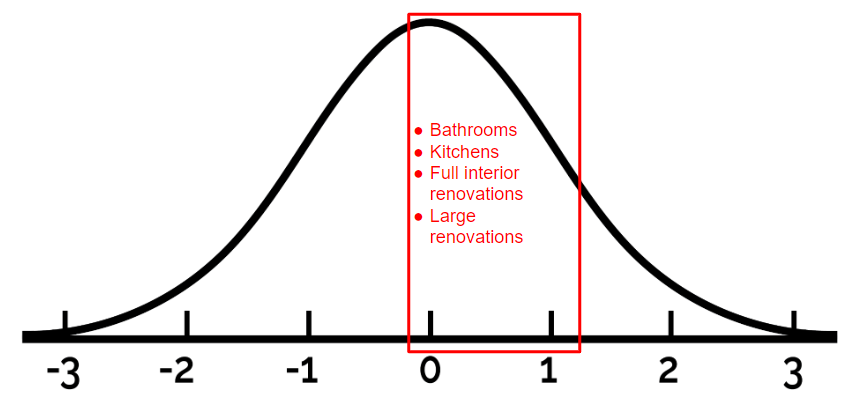 ● Bathrooms
● Kitchens
● Full interior
renovations
● Large
renovations
-3 -2 -1 0 1 2 3